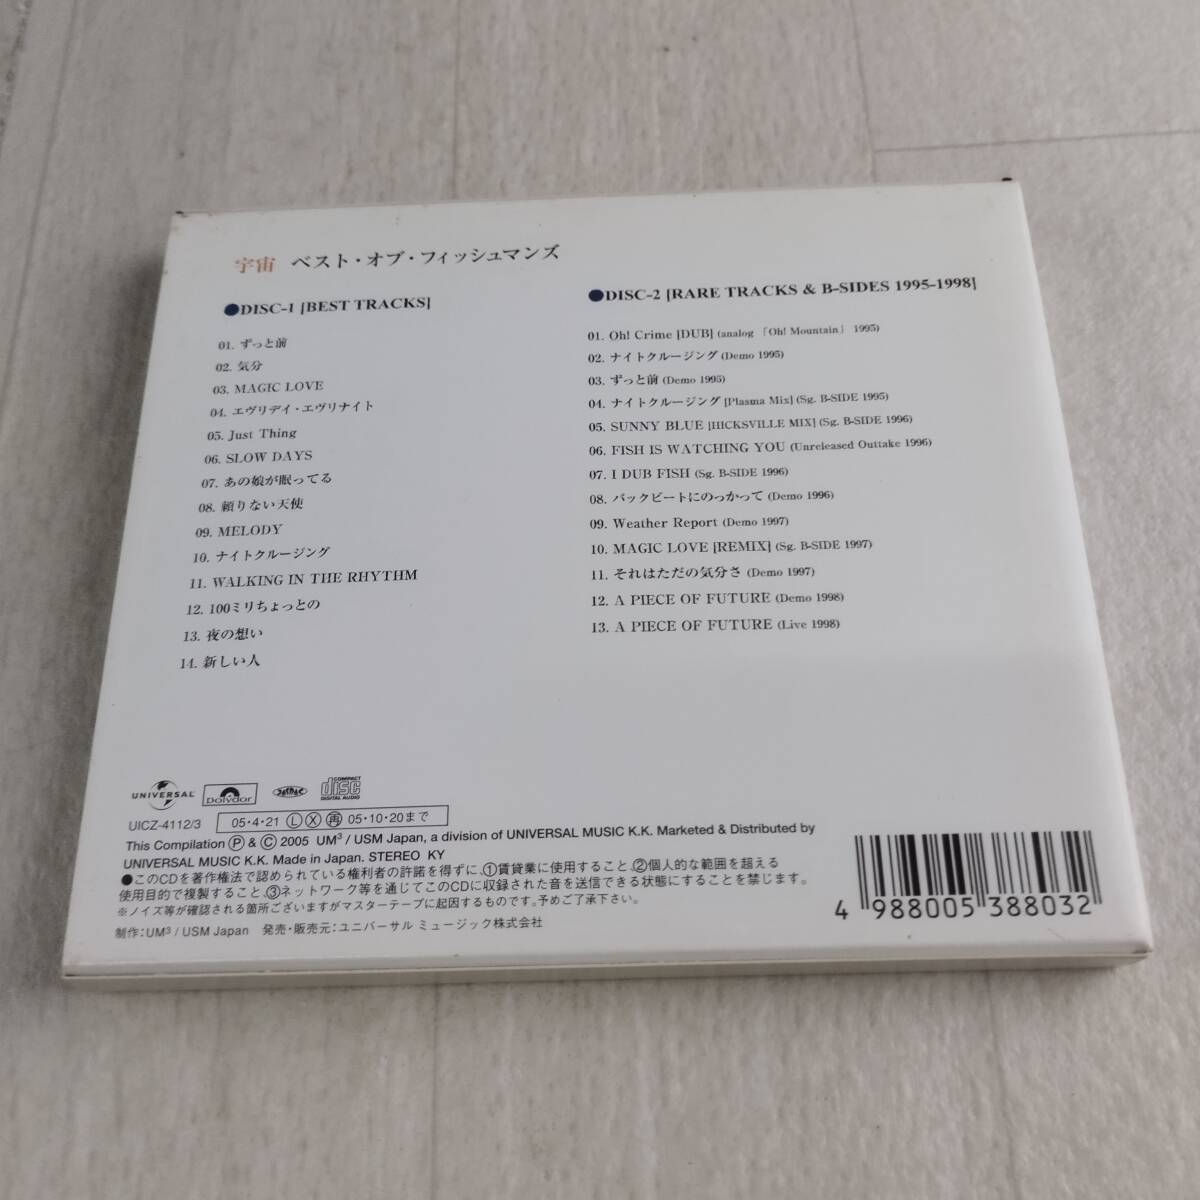 宇宙 ベスト・オブ・フィッシュマンズ
●DISC-1 [BEST TRACKS]
01. ずっと前
02. 気分
03. MAGIC LOVE
04. エヴリデイ・エヴリナイト
05. Just Thing
06. SLOW DAYS
07. あの娘が眠ってる
08. 頼りない天使
09. MELODY
10. ナイトクルージング
11. WALKING IN THE RHYTHM
12. 100ミリちょっとの
13. 夜の想い
14. 新しい人
●DISC-2 [RARE TRACKS & B-SIDES 1995-1998]
01. Oh! Crime [DUB] (analog 「Oh! Mountain」 1995)
02. ナイトクルージング (Demo 1995)
03. ずっと前 (Demo 1995)
04. ナイトクルージング [Plasma Mix] (Sg. B-SIDE 1995)
05. SUNNY BLUE [HICKSVILLE MIX] (Sg. B-SIDE 1996)
06. FISH IS WATCHING YOU (Unreleased Outtake 1996)
07. I DUB FISH (Sg. B-SIDE 1996)
08. バックビートにのっかって (Demo 1996)
09. Weather Report (Demo 1997)
10. MAGIC LOVE [REMIX] (Sg. B-SIDE 1997)
11. それはただの気分さ (Demo 1997)
12. A PIECE OF FUTURE (Demo 1998)
13. A PIECE OF FUTURE (Live 1998)
UNIVERSAL polydor COMPACT disc DIGITAL AUDIO
UICZ-4112/3 05・4・21 Ⓛ Ⓧ ㊢ 05・10・20まで
This Compilation Ⓟ & Ⓒ 2005 UM³ / USM Japan, a division of UNIVERSAL MUSIC K.K. Marketed & Distributed by
UNIVERSAL MUSIC K.K. Made in Japan. STEREO KY
●このCDを著作権法で認められている権利者の許諾を得ずに、①賃貸業に使用すること、②個人的な範囲を超える
使用目的で複製すること、③ネットワーク等を通じてこのCDに収録された音を送信できる状態にすることを禁じます。
※ノイズ等が確認される箇所ございますがマスターテープに起因するものです。予めご了承下さい。
制作：UM³ / USM Japan 発売・販売元：ユニバーサル ミュージック株式会社
4 988005 388032